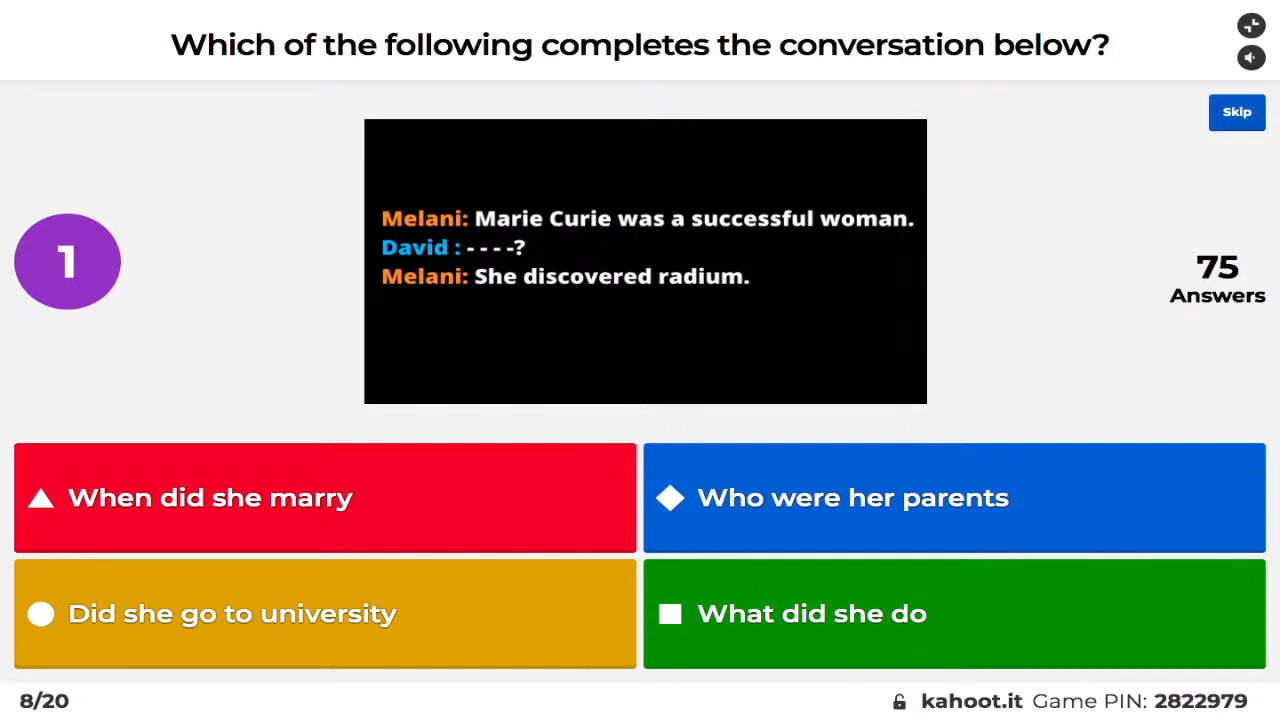 Which of the following completes the conversation below?
Skip
Melani: Marie Curie was a successful woman.
David : - - - -?
Melani: She discovered radium.
1
75
Answers
When did she marry
Who were her parents
Did she go to university
What did she do
8/20
kahoot.it Game PIN: 2822979